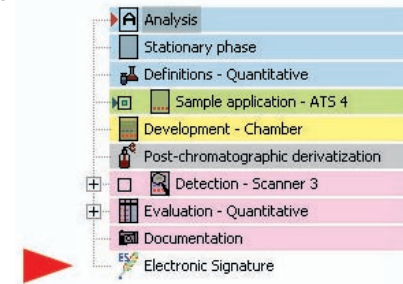 Analysis
Stationary phase
Definitions - Quantitative
Sample application - ATS 4
Development - Chamber
Post-chromatographic derivatization
Detection - Scanner 3
Evaluation - Quantitative
Documentation
Electronic Signature